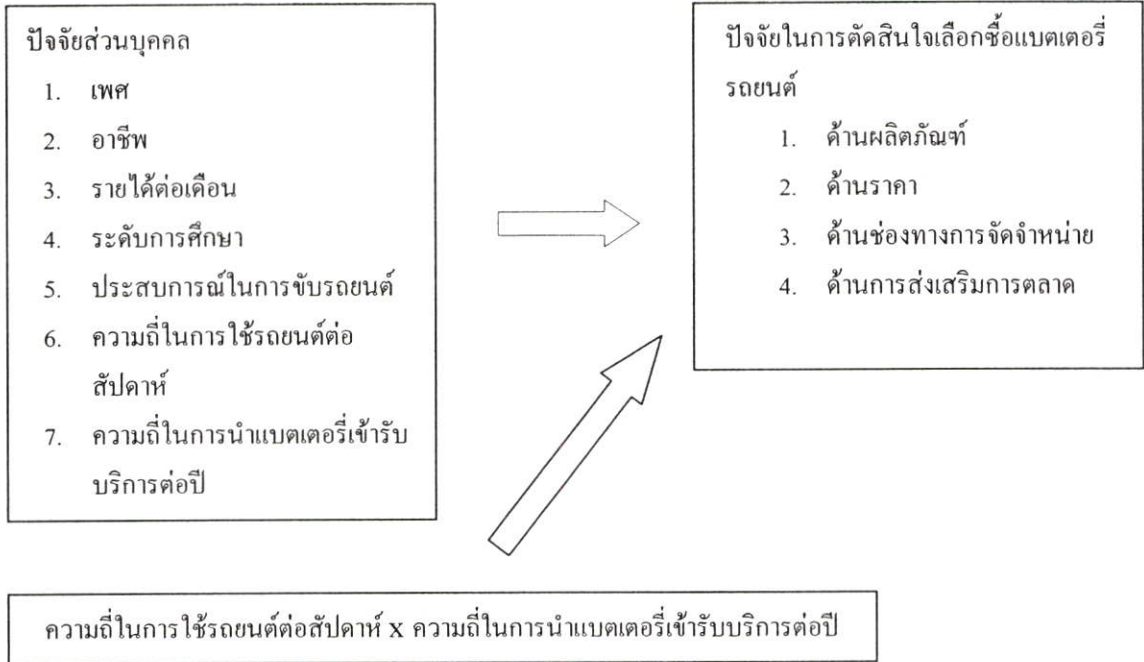 ปัจจัยส่วนบุคคล
1. เพศ
2. อาชีพ
3. รายได้ต่อเดือน
4. ระดับการศึกษา
5. ประสบการณ์ในการขับรถยนต์
6. ความถี่ในการใช้รถยนต์ต่อ
สัปดาห์
7. ความถี่ในการนำแบตเตอรี่เข้ารับ
บริการต่อปี
ปัจจัยในการตัดสินใจเลือกซื้อแบตเตอรี่
รถยนต์
1. ด้านผลิตภัณฑ์
2. ด้านราคา
3. ด้านช่องทางการจัดจำหน่าย
4. ด้านการส่งเสริมการตลาด
ความถี่ในการใช้รถยนต์ต่อสัปดาห์ x ความถี่ในการนำแบตเตอรี่เข้ารับบริการต่อปี